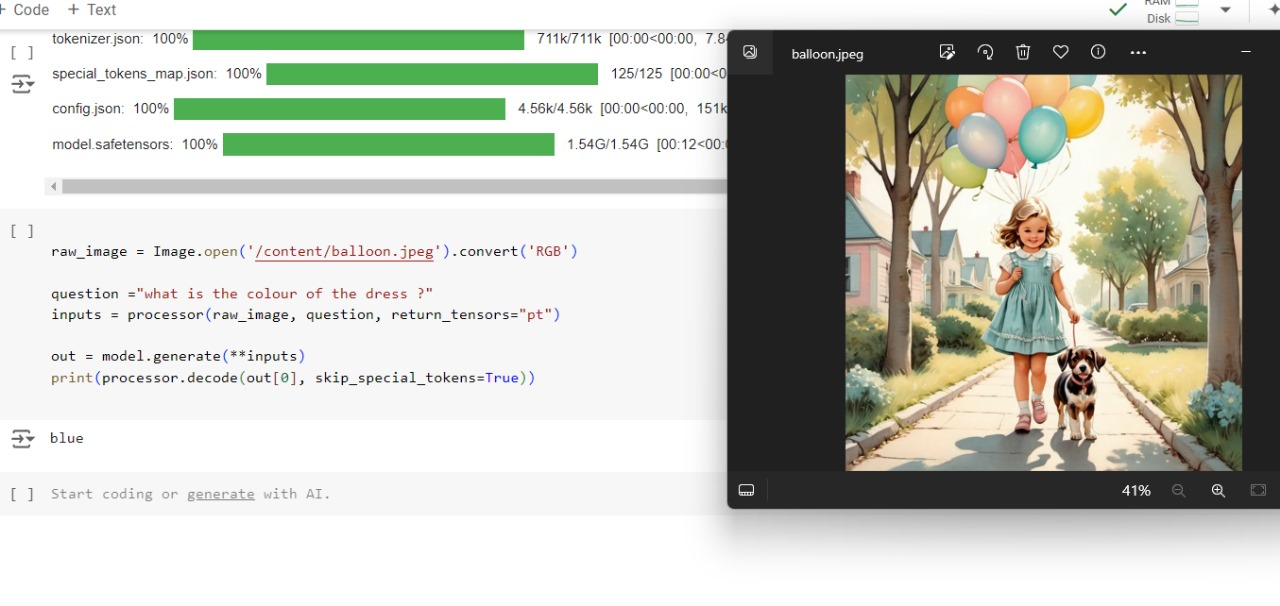 + Code + Text
RAM
Disk
[ ]
tokenizer.json: 100% 711k/711k [00:00<00:00, 7.84
special_tokens_map.json: 100% 125/125 [00:00<0
config.json: 100% 4.56k/4.56k [00:00<00:00, 151k
model.safetensors: 100% 1.54G/1.54G [00:12<00:
[ ]
raw_image = Image.open('/content/balloon.jpeg').convert('RGB')
question ="what is the colour of the dress ?"
inputs = processor(raw_image, question, return_tensors="pt")
out = model.generate(**inputs)
print(processor.decode(out[0], skip_special_tokens=True))
blue
[ ] Start coding or generate with AI.
balloon.jpeg
41%